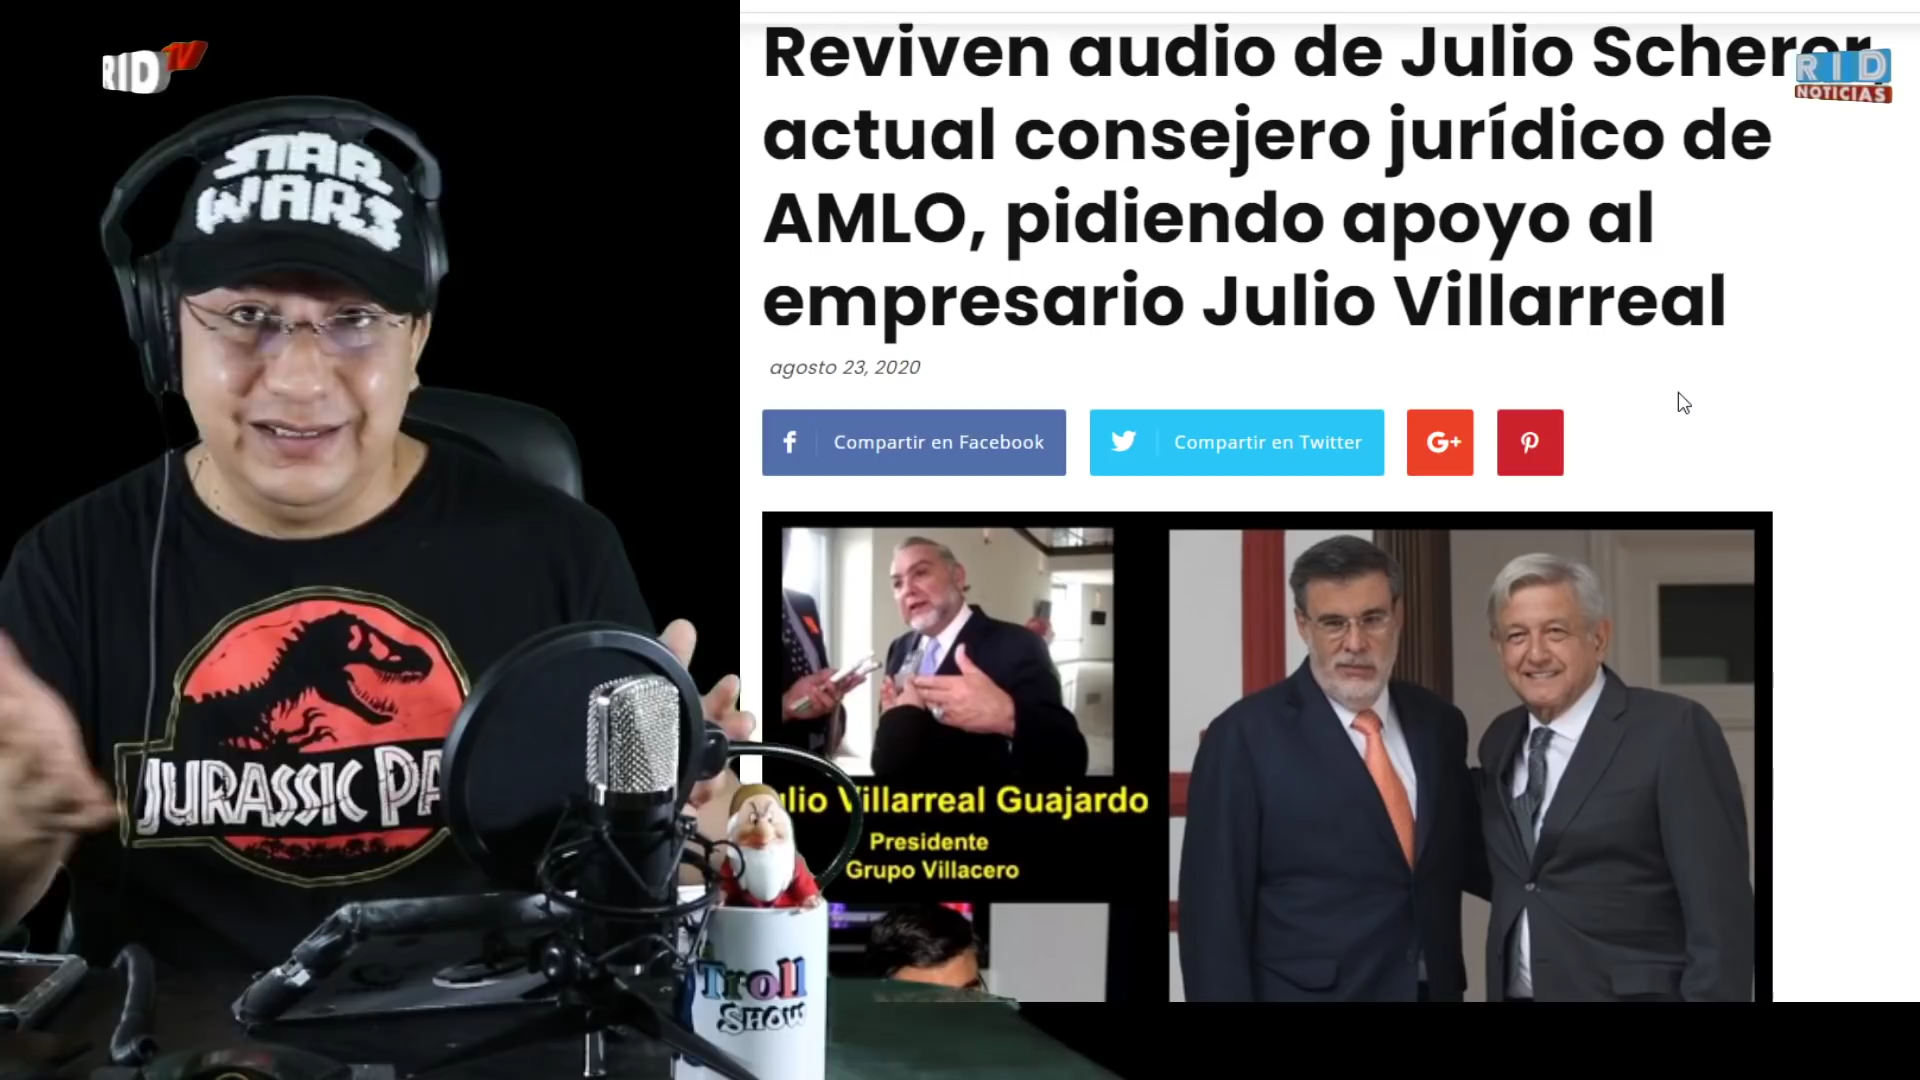 RID TV
STAR
WARS
JURASSIC PA
Troll
SHOW
Reviven audio de Julio Scherer
actual consejero jurídico de
AMLO, pidiendo apoyo al
empresario Julio Villarreal
RID
NOTICIAS
agosto 23, 2020
Compartir en Facebook
Compartir en Twitter
G+
ulio Villarreal Guajardo
Presidente
Grupo Villacero